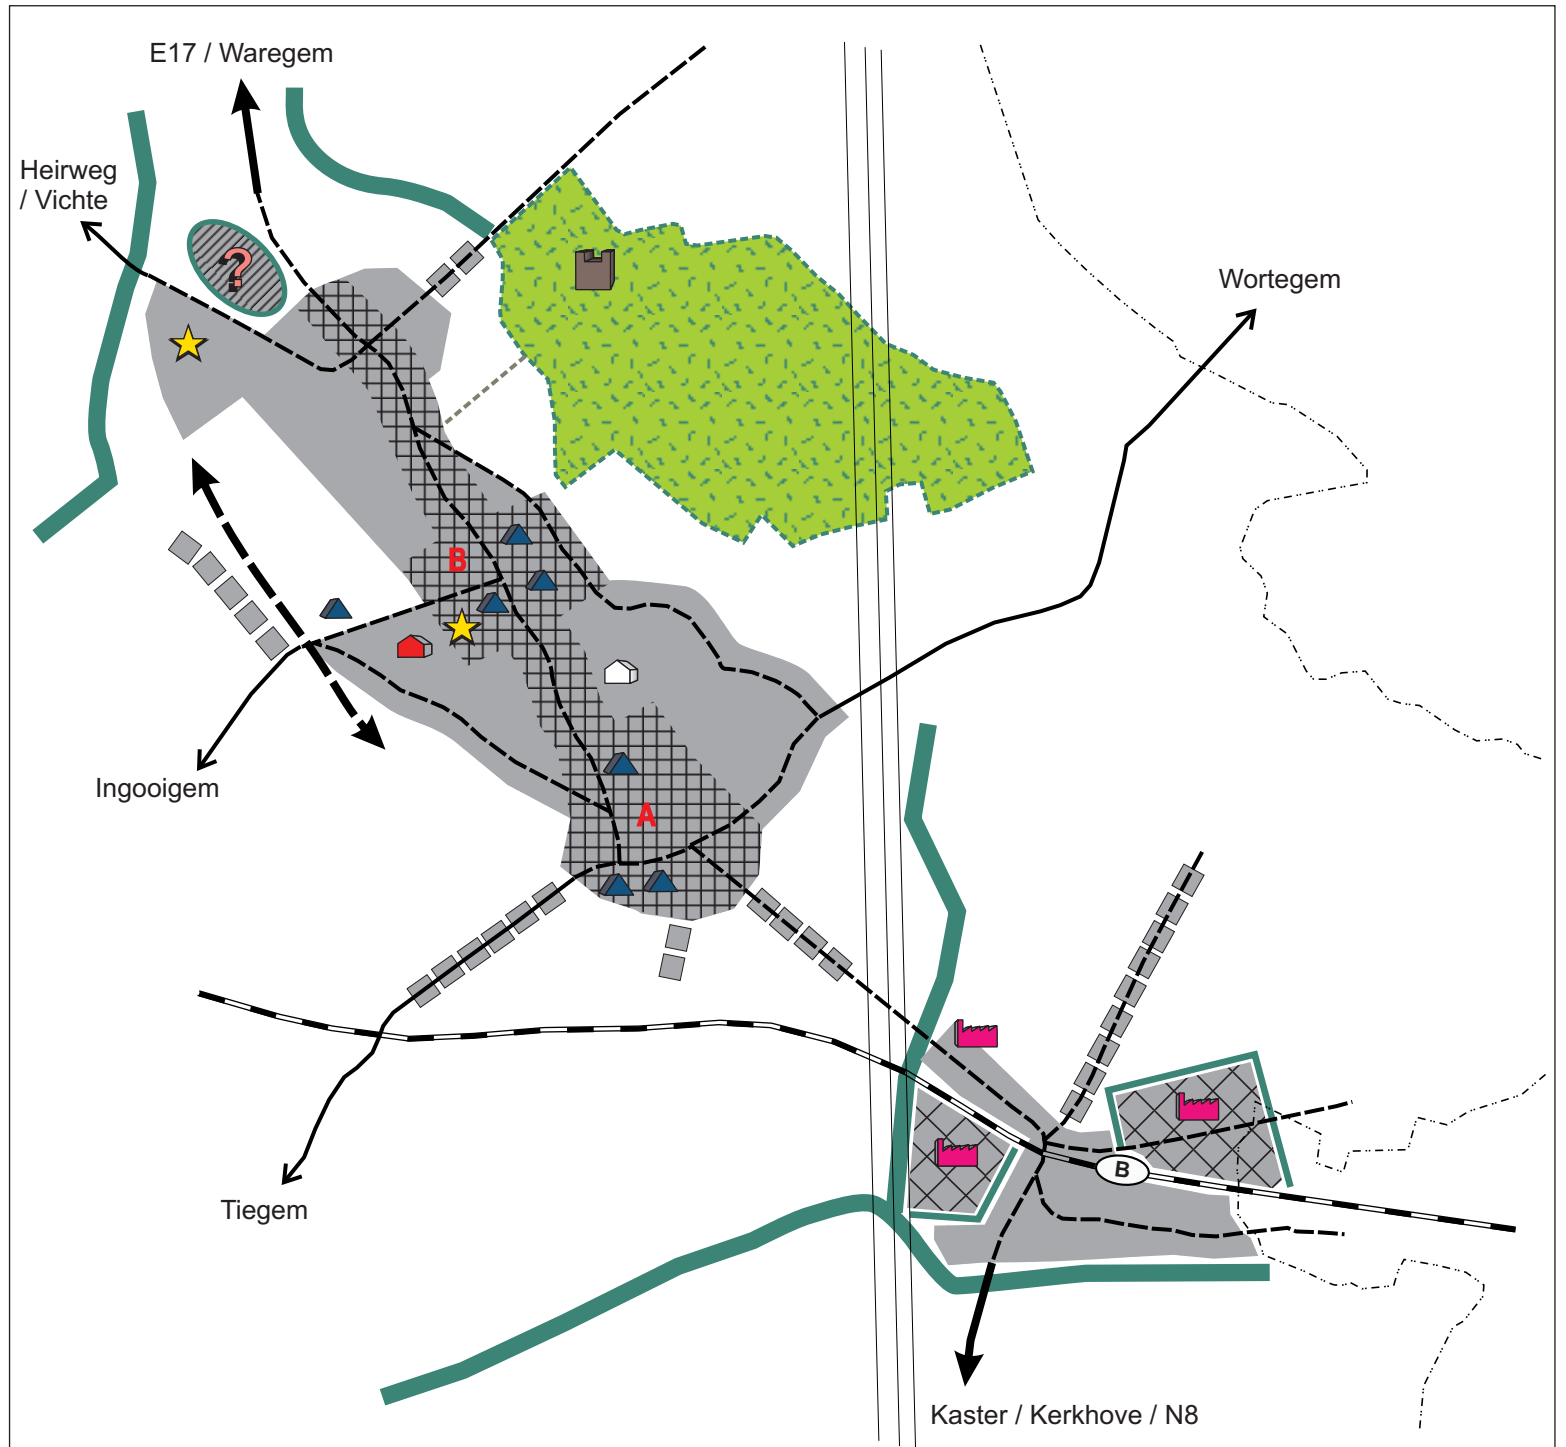 E17 / Waregem
Heirweg
/ Vichte
?
Wortegem
B
A
Ingooigem
B
Tiegem
Kaster / Kerkhove / N8